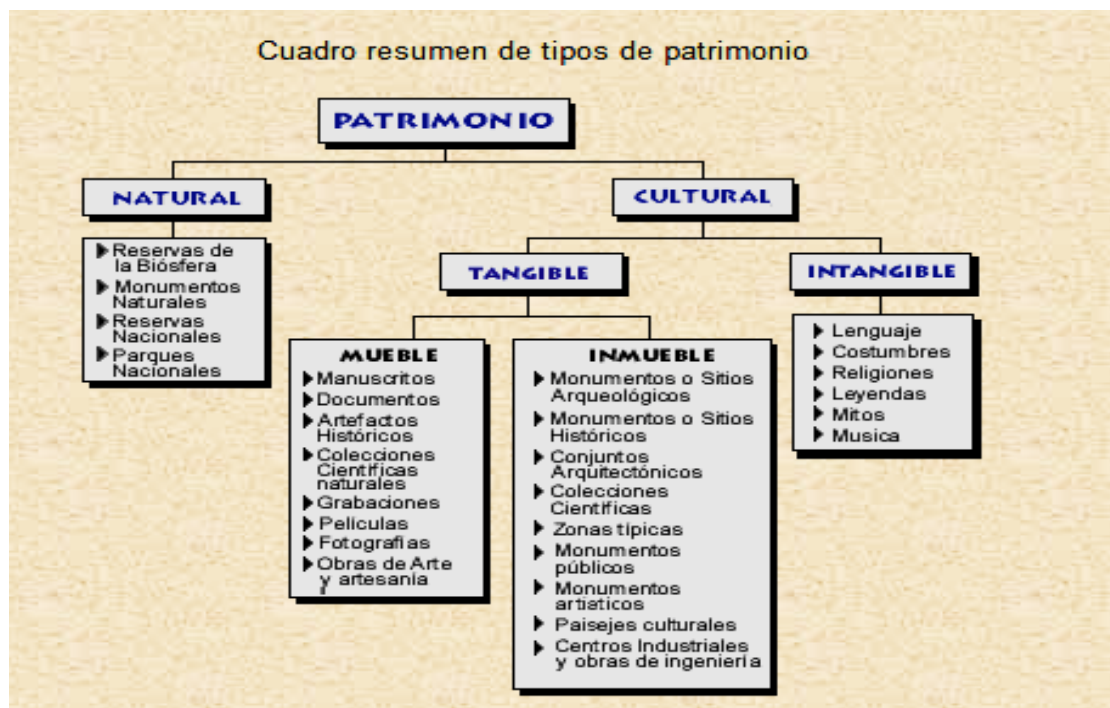 Cuadro resumen de tipos de patrimonio
PATRIMONIO
NATURAL
Reservas de
la Biósfera
Monumentos
Naturales
Reservas
Nacionales
Parques
Nacionales
CULTURAL
TANGIBLE
MUEBLE
Manuscritos
Documentos
Artefactos
Históricos
Colecciones
Científicas
naturales
Grabaciones
Películas
Fotografías
Obras de Arte
y artesanía
INMUEBLE
Monumentos o Sitios
Arqueológicos
Monumentos o Sitios
Históricos
Conjuntos
Arquitectónicos
Colecciones
Científicas
Zonas típicas
Monumentos
públicos
Monumentos
artiaticos
Paisejes culturales
Centros Industriales
y obras de ingeniería
INTANGIBLE
Lenguaje
Costumbres
Religiones
Leyendas
Mitos
Musica